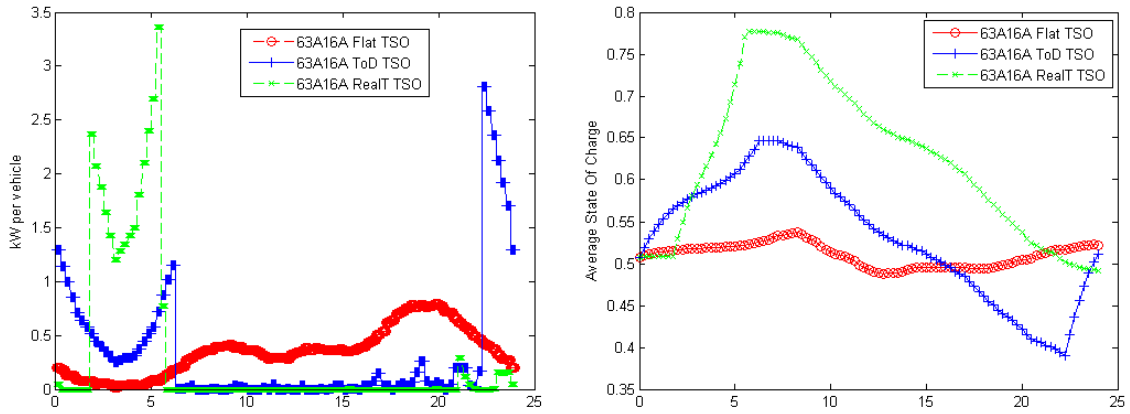 3.5
3
2.5
2
1.5
1
0.5
0
kW per vehicle
63A16A Flat TSO
63A16A ToD TSO
63A16A RealT TSO
0 5 10 15 20 25
0.8
0.75
0.7
0.65
0.6
0.55
0.5
0.45
0.4
0.35
Average State Of Charge
63A16A Flat TSO
63A16A ToD TSO
63A16A RealT TSO
0 5 10 15 20 25